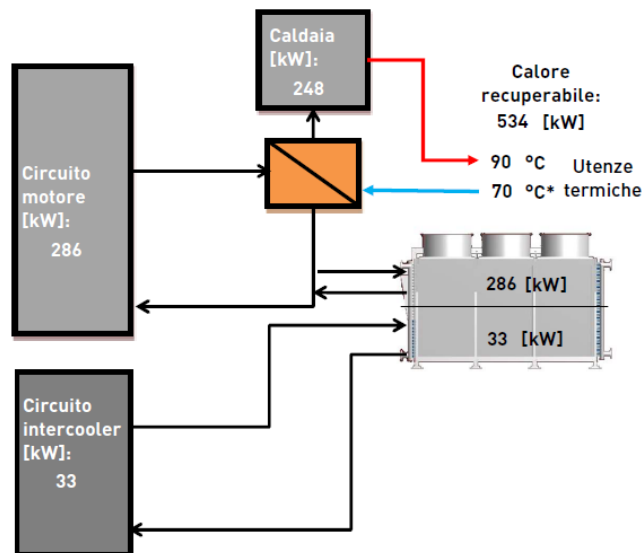 Caldaia
[kW]:
248
Calore
recuperabile:
534 [kW]
90 °C
Utenze
70 °C*
termiche
Circuito
motore
[kW]:
286
286 [kW]
33 [kW]
Circuito
intercooler
[kW]:
33